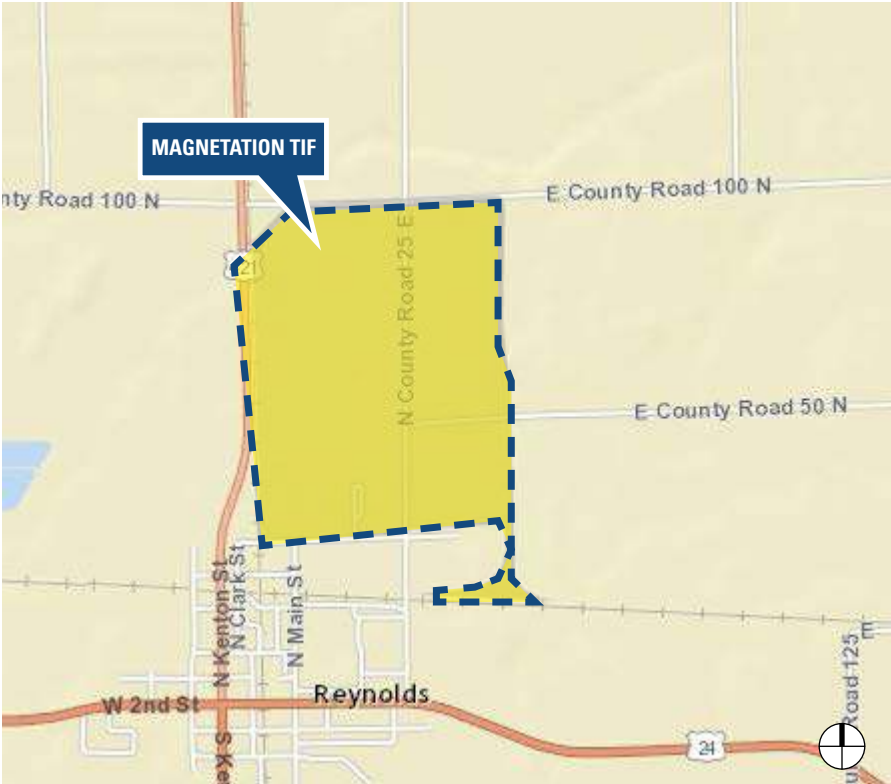 MAGNETATION TIF
E County Road 100 N
nty Road 100 N
21
N County Road 25 E
E County Road 50 N
N Kenton St
N Clark St
N Main St
Reynolds
W 2nd St
S Ke
24
Road 125
E